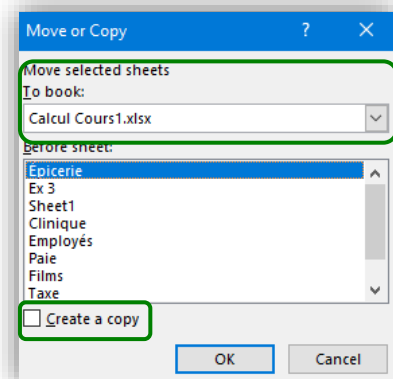 Move or Copy ? ×
Move selected sheets
To book:
Calcul Cours1.xlsx
Before sheet:
Épicerie
Ex 3
Sheet1
Clinique
Employés
Paie
Films
Taxe
Create a copy
OK Cancel